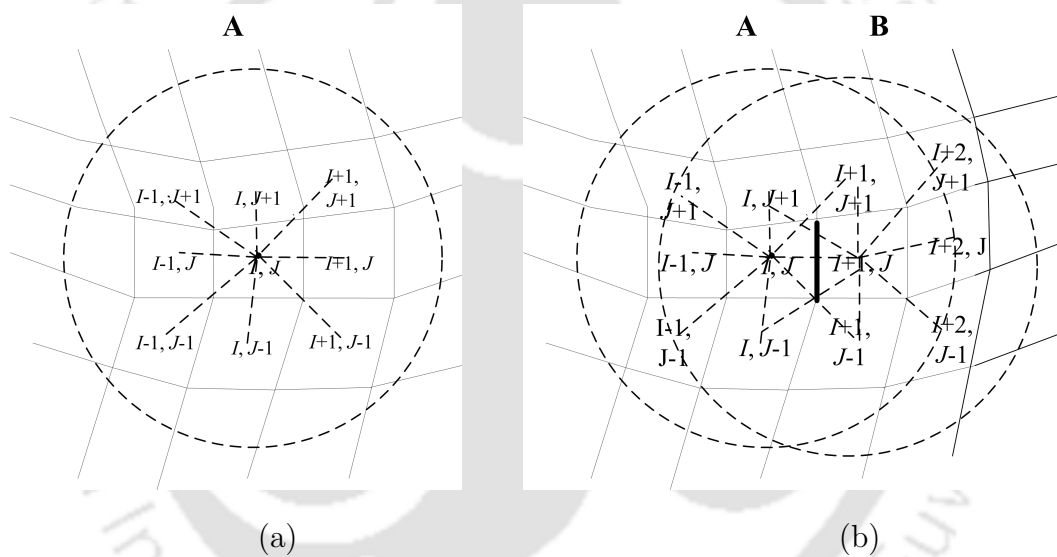 A
I-1, J+1
I, J+1
I+1,
J+1
I-1, J
I, J
I+1, J
I-1, J-1
I, J-1
I+1, J-1
(a)
A
B
I-1,
J+1
I, J+1
I+1,
J+1
I+2,
J+1
I-1, J
I, J
I+1, J
I+2, J
I-1,
J-1
I, J-1
I+1,
J-1
I+2,
J-1
(b)